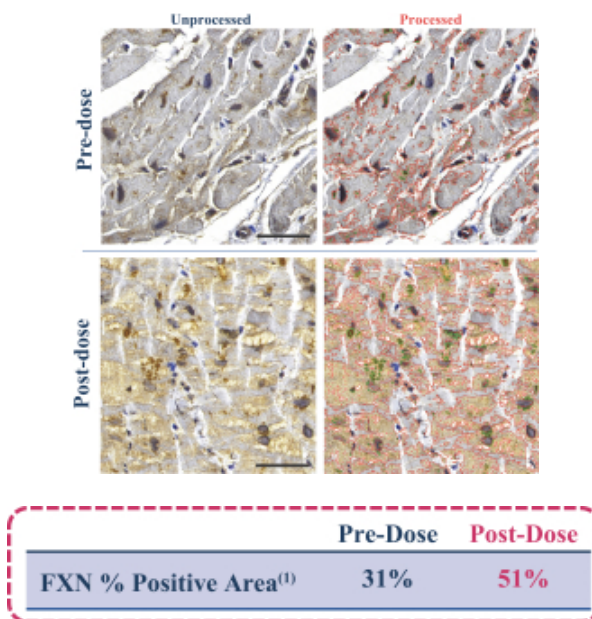 Unprocessed Processed
Pre-dose
Post-dose
Pre-Dose Post-Dose
FXN % Positive Area(1) 31% 51%